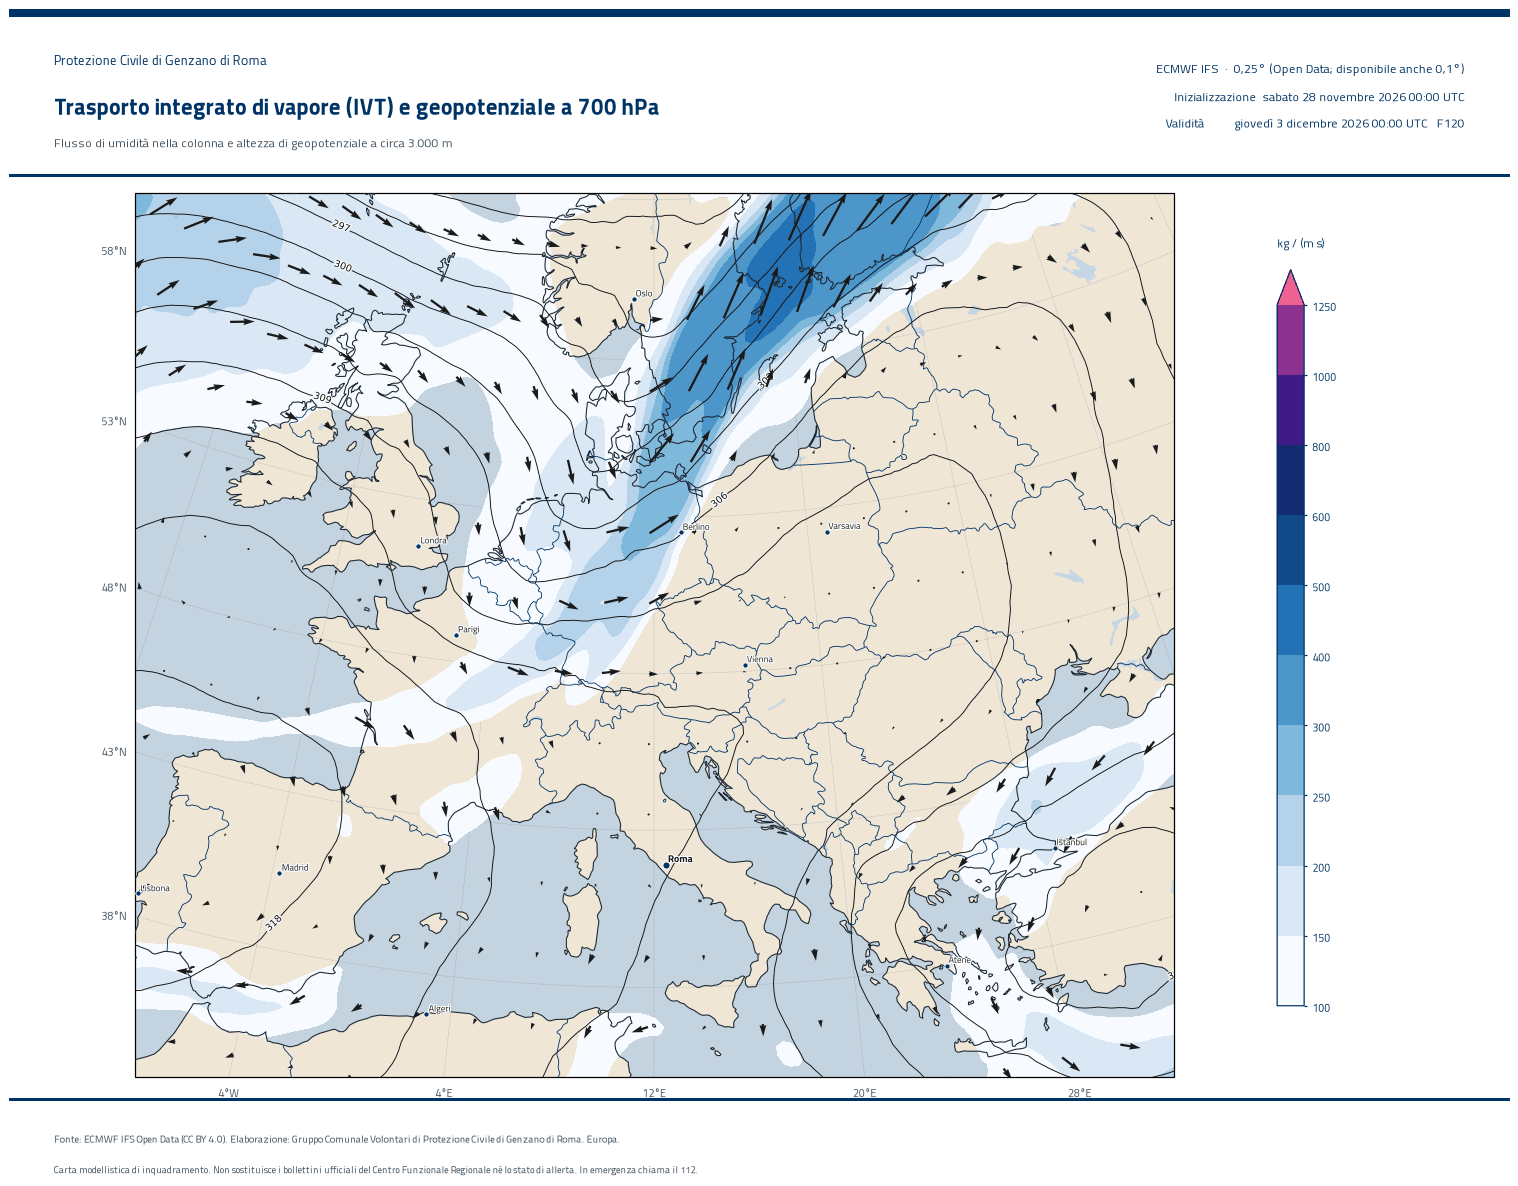 Protezione Civile di Genzano di Roma
Trasporto integrato di vapore (IVT) e geopotenziale a 700 hPa
Flusso di umidità nella colonna e altezza di geopotenziale a circa 3.000 m
ECMWF IFS · 0,25° (Open Data; disponibile anche 0,1°)
Inizializzazione sabato 28 novembre 2026 00:00 UTC
Validità giovedì 3 dicembre 2026 00:00 UTC F120
58°N
53°N
48°N
43°N
38°N
4°W
4°E
12°E
20°E
28°E
297
300
309
306
318
Oslo
Berlino
Varsavia
Londra
Parigi
Vienna
Roma
Madrid
Lisbona
Algeri
Istanbul
Atene
kg / (m s)
1250
1000
800
600
500
400
300
250
200
150
100
Fonte: ECMWF IFS Open Data (CC BY 4.0). Elaborazione: Gruppo Comunale Volontari di Protezione Civile di Genzano di Roma. Europa.
Carta modellistica di inquadramento. Non sostituisce i bollettini ufficiali del Centro Funzionale Regionale né lo stato di allerta. In emergenza chiama il 112.